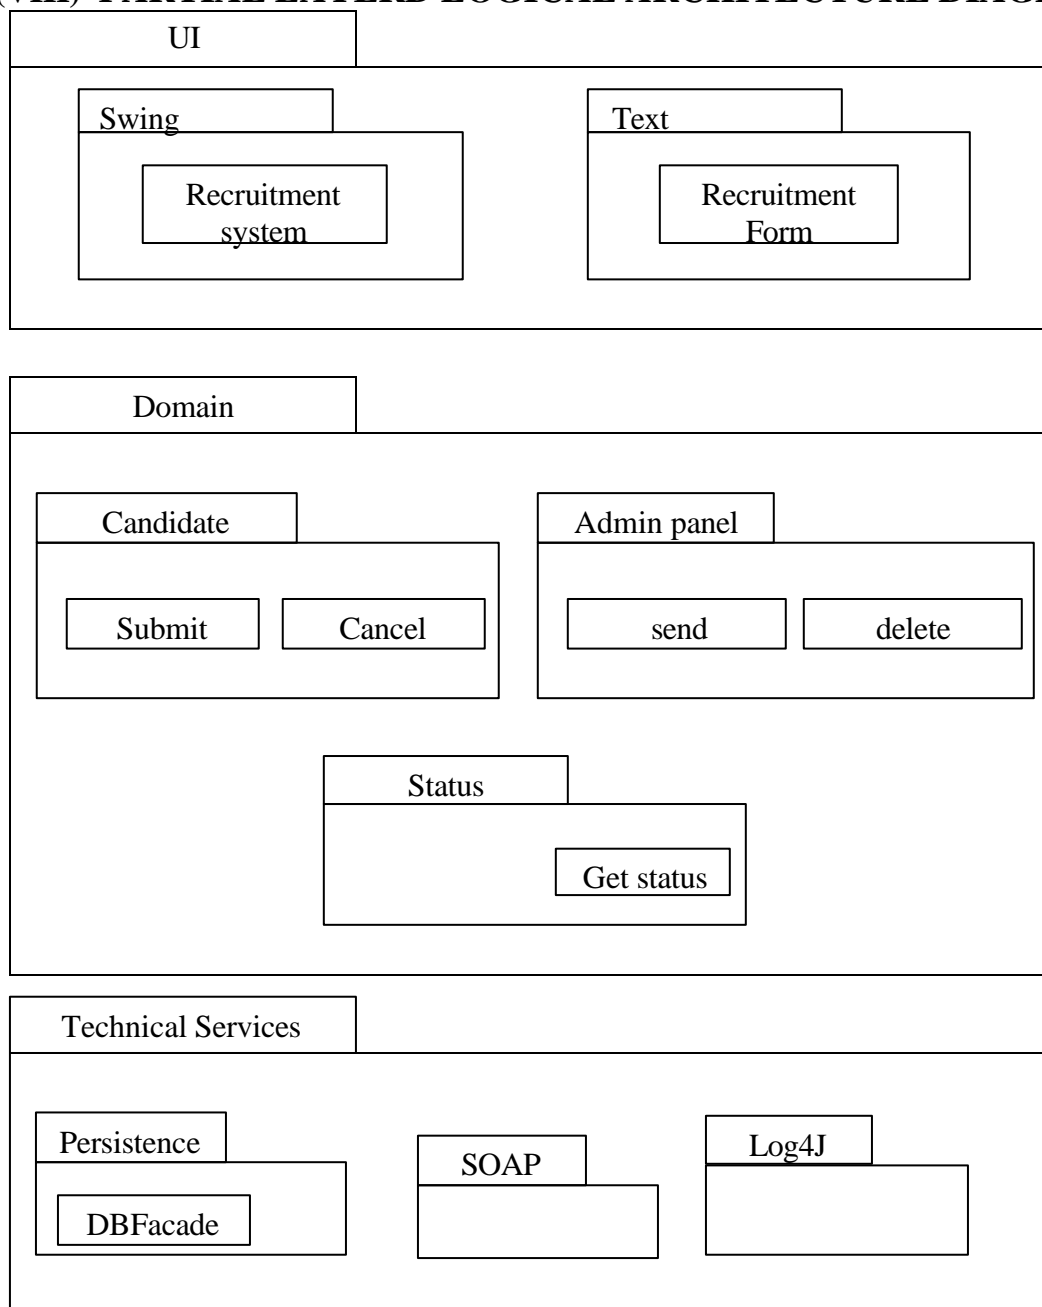 (VIII) PARTIAL LAYERD LOGICAL ARCHITECTURE
UI
Swing
Text
Recruitment
system
Recruitment
Form
Domain
Candidate
Admin panel
Submit
Cancel
send
delete
Status
Get status
Technical Services
Persistence
SOAP
Log4J
DBFacade